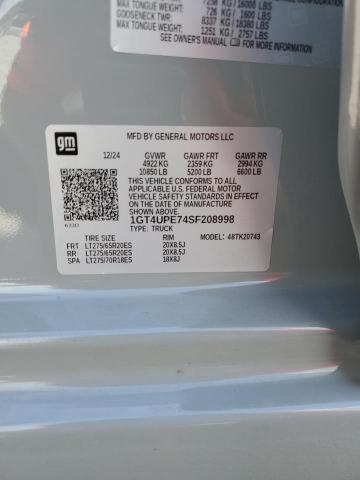 MAX TONGUE WEIGHT: 7258 KG / 16000 LBS
GOOSENECK TWR: 726 KG / 1600 LBS
MAX TONGUE WEIGHT: 8337 KG / 18380 LBS
1251 KG / 2757 LBS
SEE OWNER'S MANUAL FOR MORE INFORMATION
gm
MFD BY GENERAL MOTORS LLC
12/24 GVWR GAWR FRT GAWR RR
4922 KG 2359 KG 2994 KG
10850 LB 5200 LB 6600 LB
THIS VEHICLE CONFORMS TO ALL
APPLICABLE U.S. FEDERAL MOTOR
VEHICLE SAFETY STANDARDS IN
EFFECT ON THE DATE OF
MANUFACTURE SHOWN ABOVE.
1GT4UPE74SF208998
TYPE: TRUCK
TIRE SIZE RIM 48TK20743
FRT LT275/65R20ES 20X8.5J
RR LT275/65R20ES 20X8.5J
SPA LT275/70R18ES 18X8J